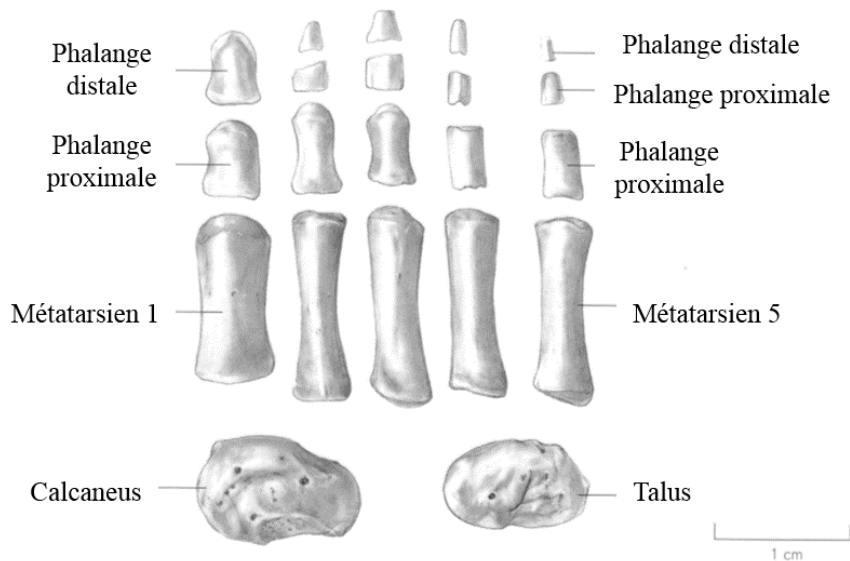 Phalange
distale
Phalange distale
Phalange proximale
Phalange
proximale
Phalange
proximale
Métatarsien 1
Métatarsien 5
Calcaneus
Talus
1 cm